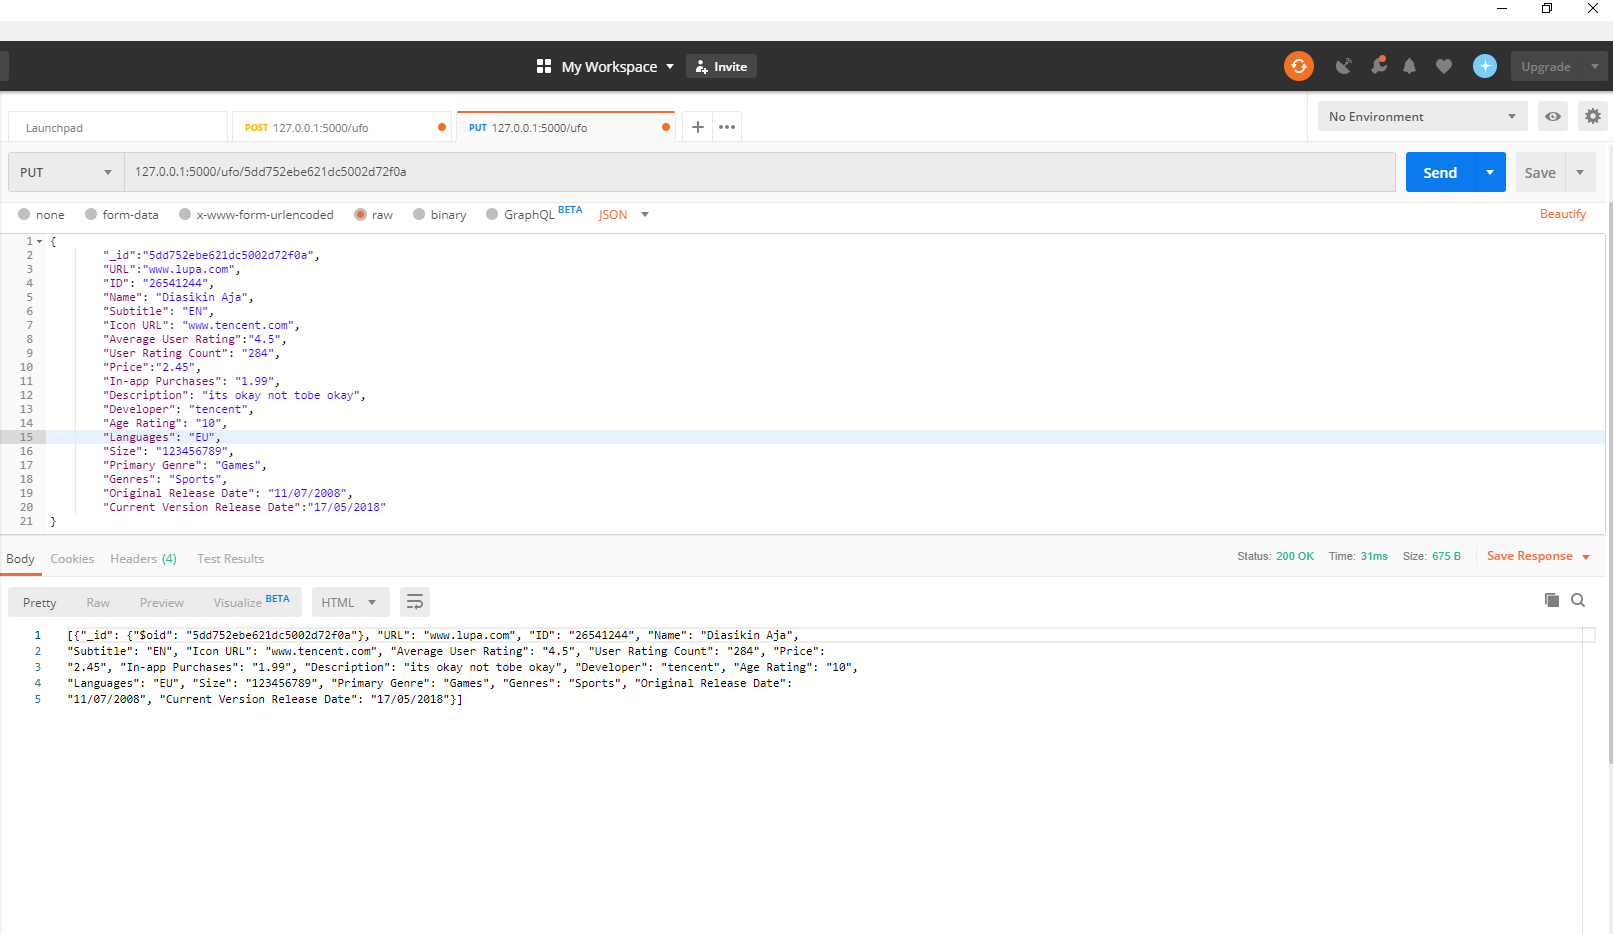 My Workspace Invite Upgrade
Launchpad POST 127.0.0.1:5000/ufo PUT 127.0.0.1:5000/ufo + ••• No Environment
PUT 127.0.0.1:5000/ufo/5dd752ebe621dc5002d72f0a Send Save
none form-data x-www-form-urlencoded raw binary GraphQL BETA JSON Beautify
1 {
2 "_id":"5dd752ebe621dc5002d72f0a",
3 "URL":"www.lupa.com",
4 "ID": "26541244",
5 "Name": "Diasikin Aja",
6 "Subtitle": "EN",
7 "Icon URL": "www.tencent.com",
8 "Average User Rating":"4.5",
9 "User Rating Count": "284",
10 "Price":"2.45",
11 "In-app Purchases": "1.99",
12 "Description": "its okay not tobe okay",
13 "Developer": "tencent",
14 "Age Rating": "10",
15 "Languages": "EU",
16 "Size": "123456789",
17 "Primary Genre": "Games",
18 "Genres": "Sports",
19 "Original Release Date": "11/07/2008",
20 "Current Version Release Date":"17/05/2018"
21 }
Body Cookies Headers (4) Test Results Status: 200 OK Time: 31ms Size: 675 B Save Response
Pretty Raw Preview Visualize BETA HTML
1 [{"_id": {"$oid": "5dd752ebe621dc5002d72f0a"}, "URL": "www.lupa.com", "ID": "26541244", "Name": "Diasikin Aja",
2 "Subtitle": "EN", "Icon URL": "www.tencent.com", "Average User Rating": "4.5", "User Rating Count": "284", "Price":
3 "2.45", "In-app Purchases": "1.99", "Description": "its okay not tobe okay", "Developer": "tencent", "Age Rating": "10",
4 "Languages": "EU", "Size": "123456789", "Primary Genre": "Games", "Genres": "Sports", "Original Release Date":
5 "11/07/2008", "Current Version Release Date": "17/05/2018"}]